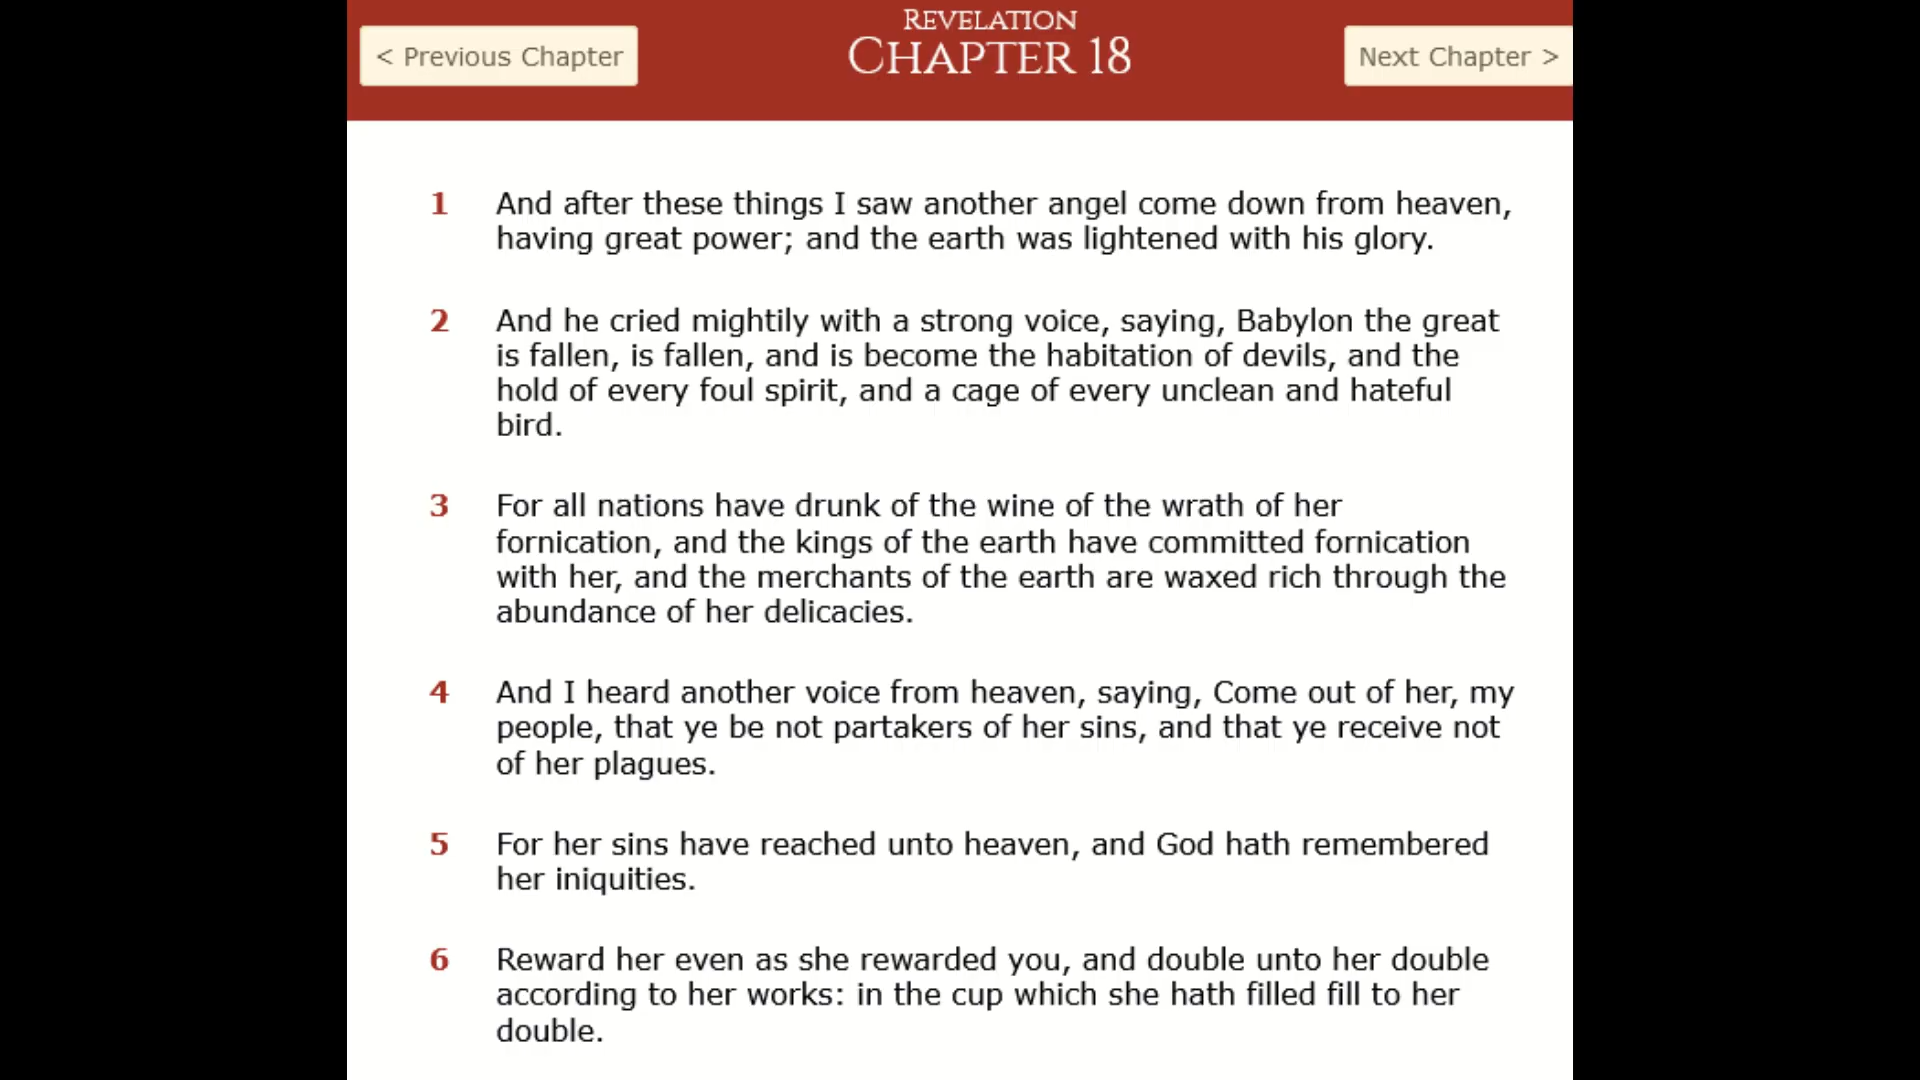 REVELATION
< Previous Chapter
CHAPTER 18
Next Chapter >
1 And after these things I saw another angel come down from heaven,
having great power; and the earth was lightened with his glory.
2 And he cried mightily with a strong voice, saying, Babylon the great
is fallen, is fallen, and is become the habitation of devils, and the
hold of every foul spirit, and a cage of every unclean and hateful
bird.
3 For all nations have drunk of the wine of the wrath of her
fornication, and the kings of the earth have committed fornication
with her, and the merchants of the earth are waxed rich through the
abundance of her delicacies.
4 And I heard another voice from heaven, saying, Come out of her, my
people, that ye be not partakers of her sins, and that ye receive not
of her plagues.
5 For her sins have reached unto heaven, and God hath remembered
her iniquities.
6 Reward her even as she rewarded you, and double unto her double
according to her works: in the cup which she hath filled fill to her
double.